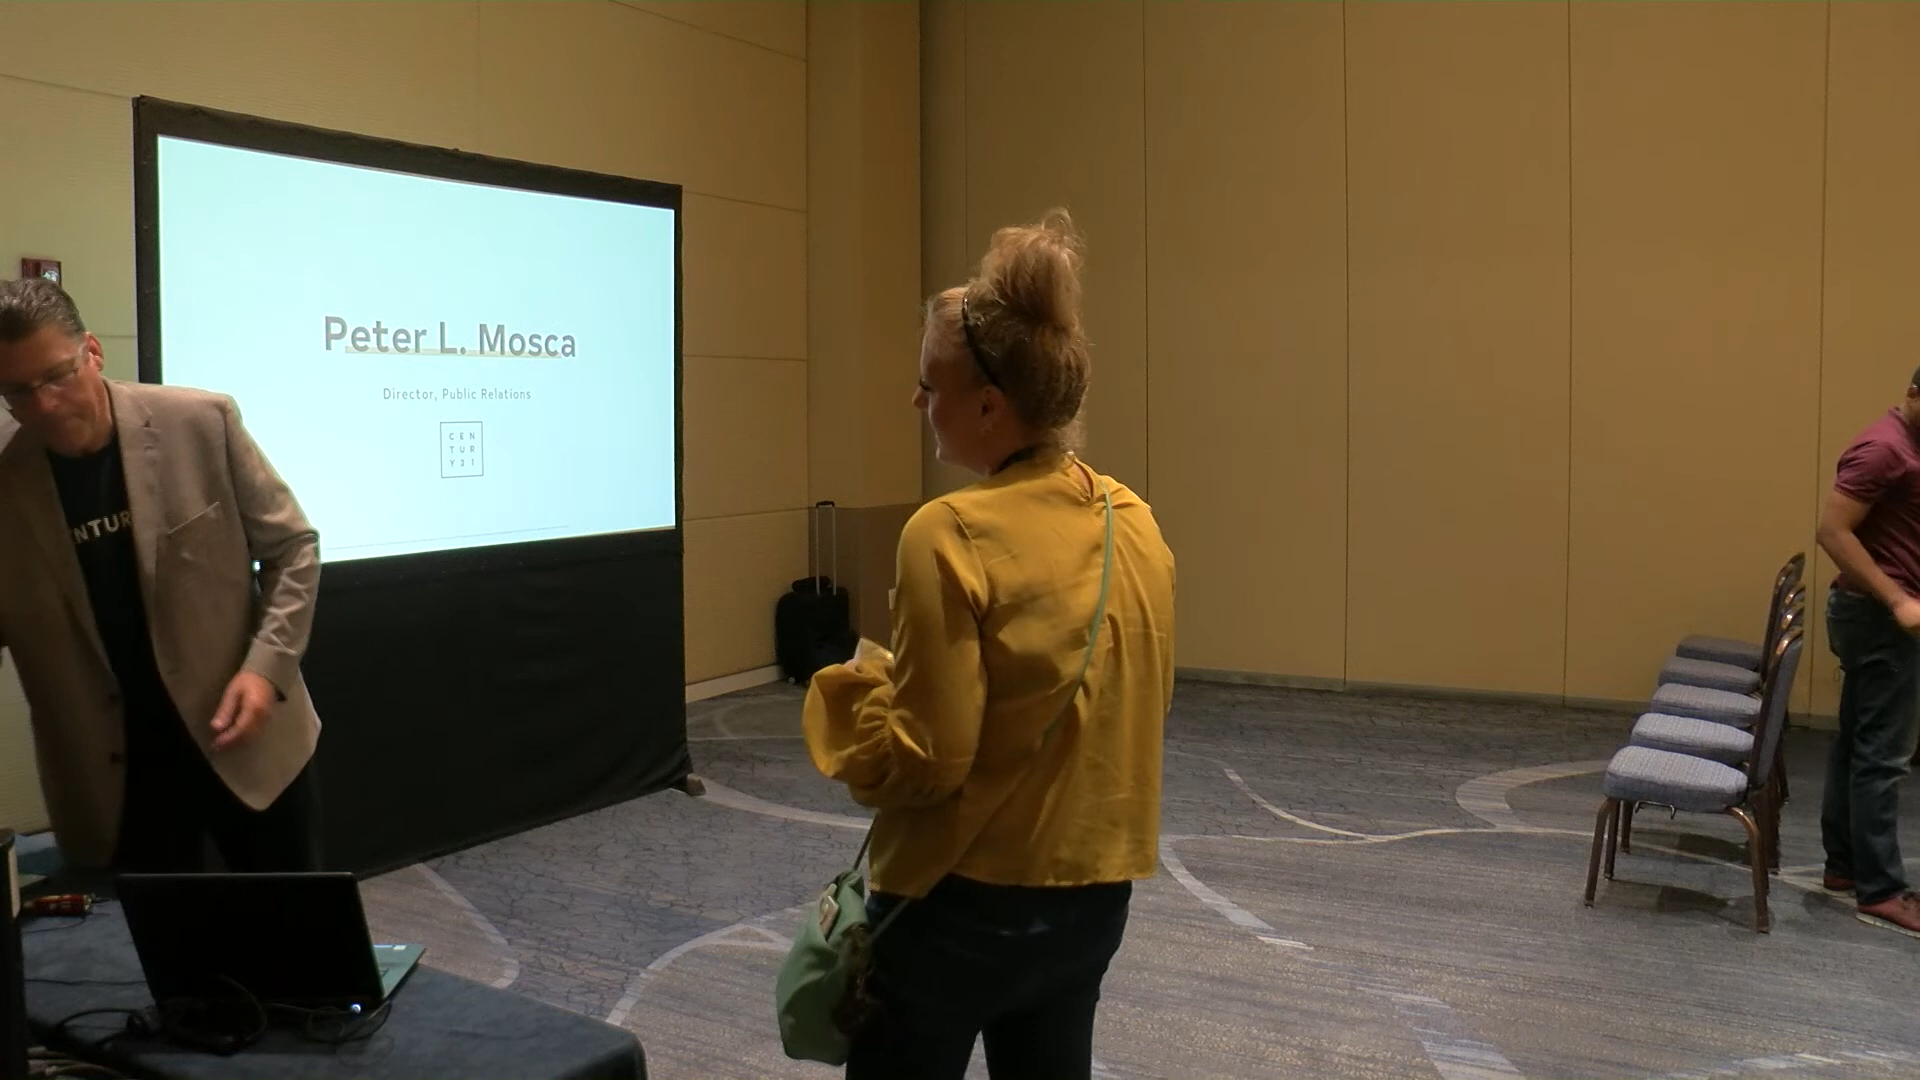 Peter L. Mosca
Director, Public Relations
CEN
TUR
Y21
NTUR